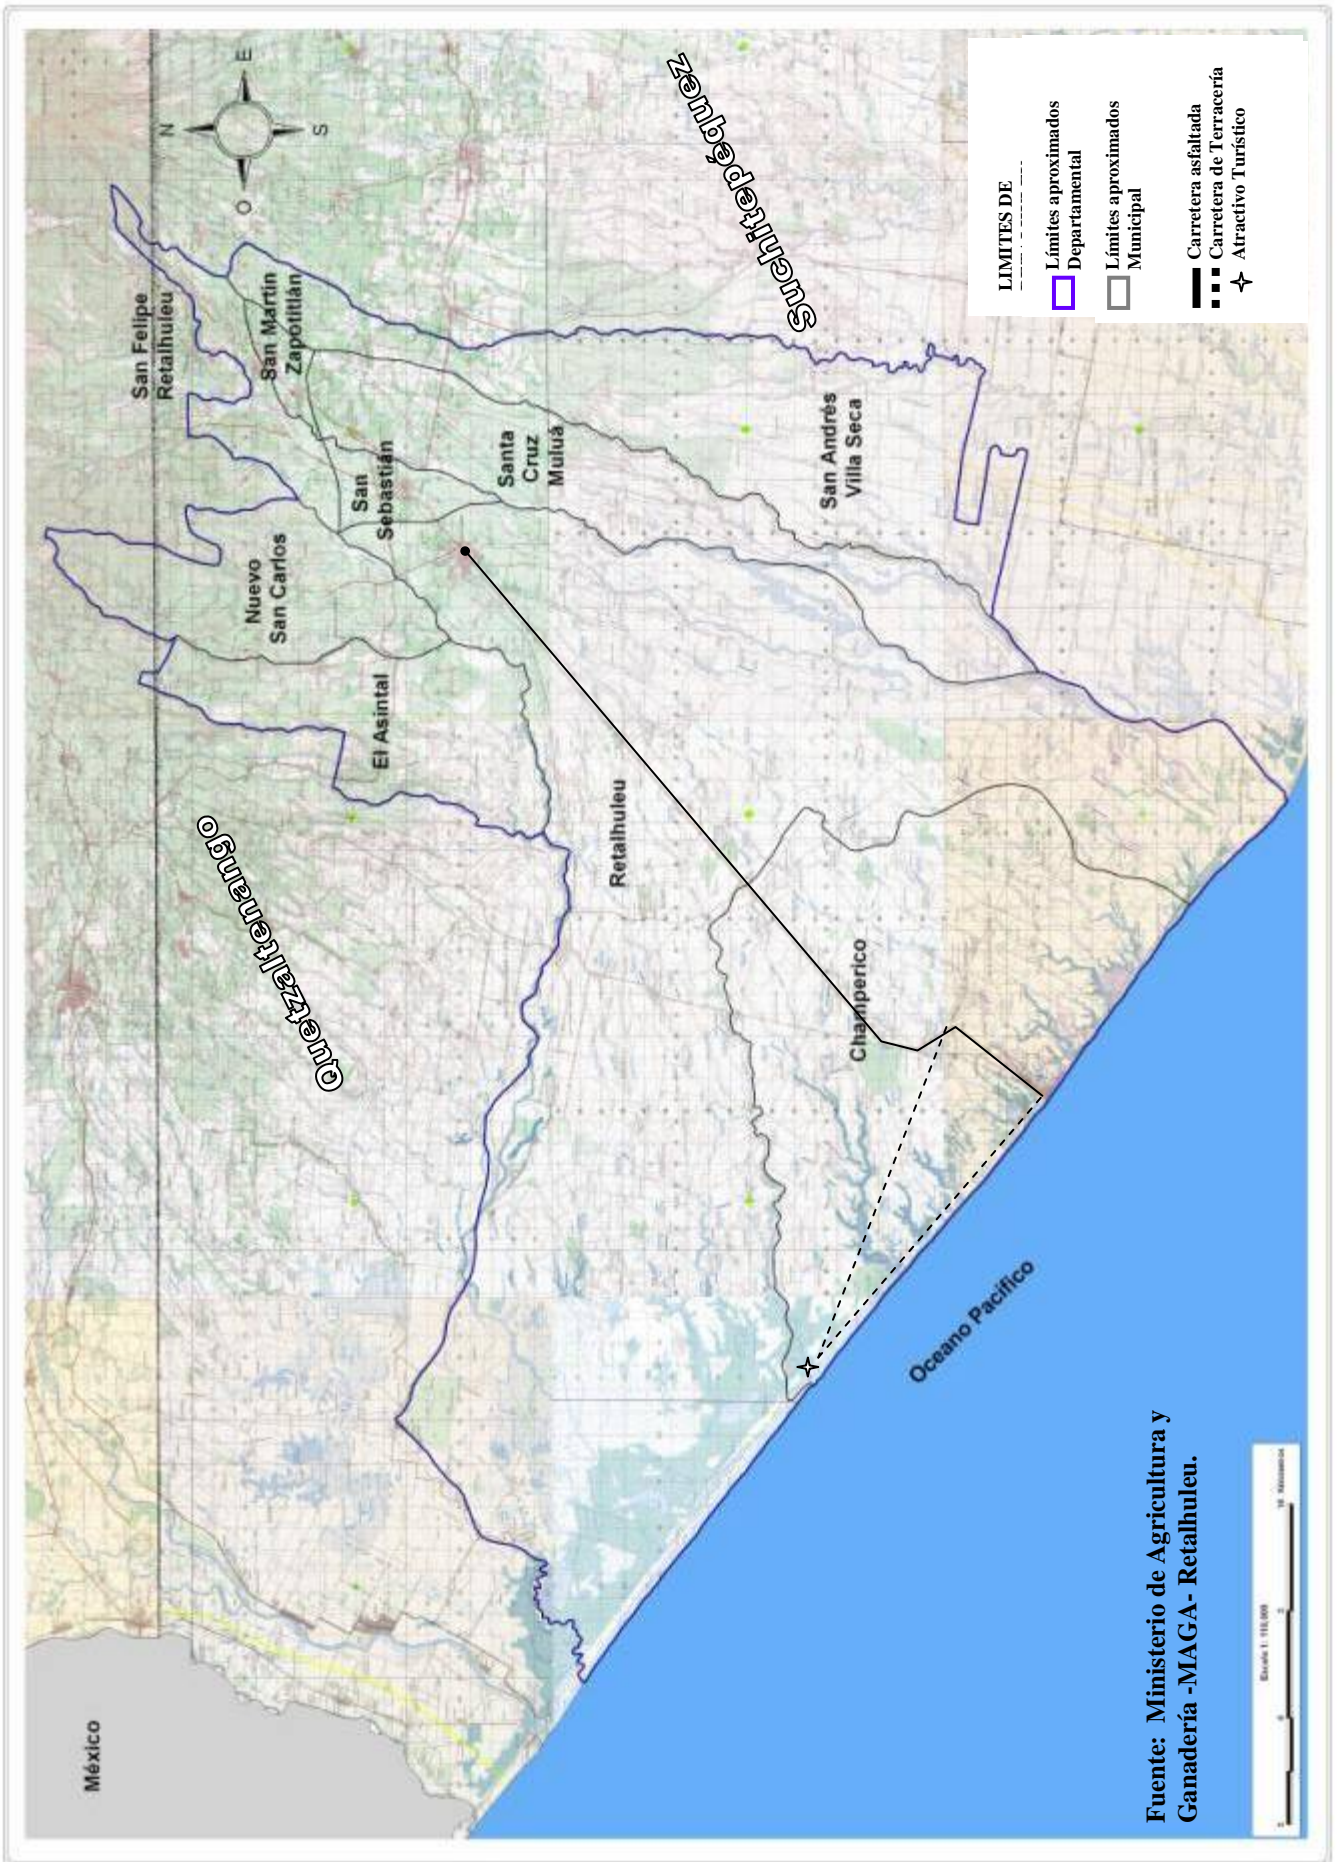 México
Quetzaltenango
Suchitepéquez
N
E
S
O
San Felipe
Retalhuleu
San Martín
Zapotitlán
Nuevo
San Carlos
San
Sebastián
Santa
Cruz
Muluá
El Asintal
Retalhuleu
San Andrés
Villa Seca
Champerico
Oceano Pacífico
LIMITES DE
Límites aproximados
Departamental
Límites aproximados
Municipal
Carretera asfaltada
Carretera de Terracería
Atractivo Turístico
Fuente: Ministerio de Agricultura y
Ganadería -MAGA- Retalhuleu.